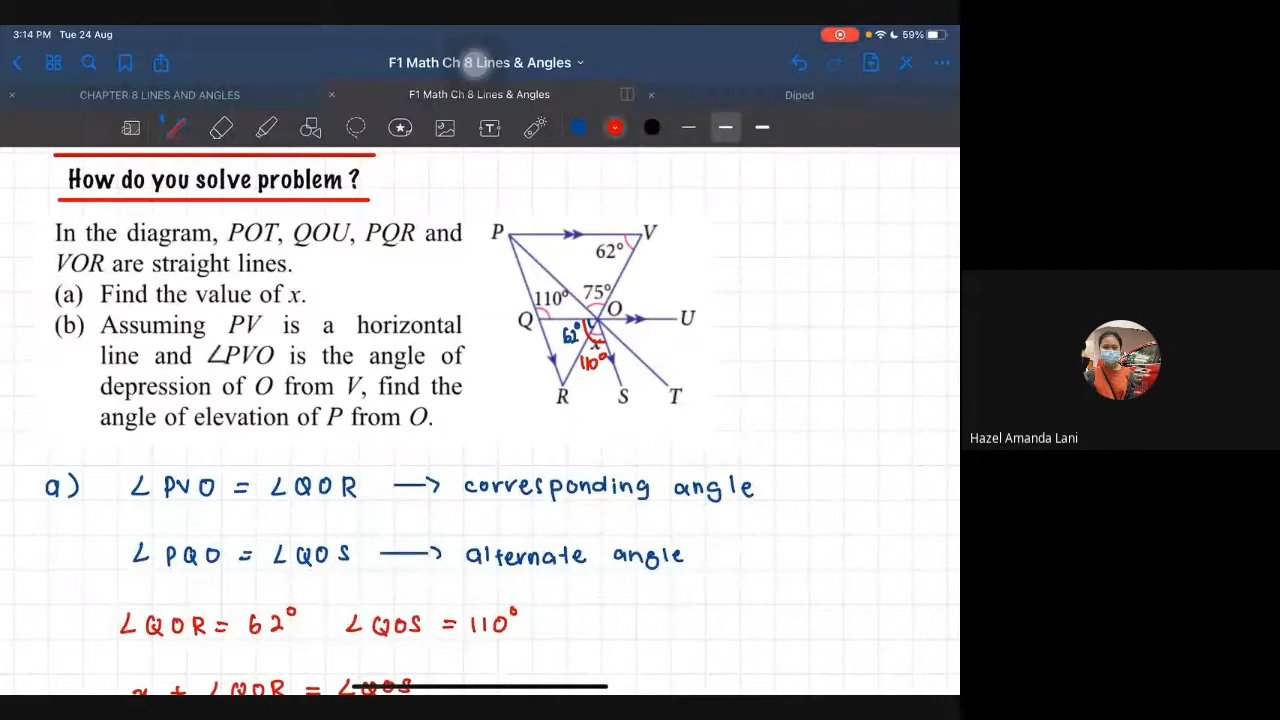 3:14 PM Tue 24 Aug
59%
F1 Math Ch 8 Lines & Angles
CHAPTER 8 LINES AND ANGLES
F1 Math Ch 8 Lines & Angles
Diped
How do you solve problem ?
In the diagram, POT, QOU, PQR and
VOR are straight lines.
(a) Find the value of x.
(b) Assuming PV is a horizontal
line and ∠PVO is the angle of
depression of O from V, find the
angle of elevation of P from O.
P
V
62°
110°
75°
O
Q
U
62°
x
110°
R
S
T
a) ∠PVO = ∠QOR → corresponding angle
∠PQO = ∠QOS → alternate angle
∠QOR = 62° ∠QOS = 110°
x + ∠QOR = ∠QOS
Hazel Amanda Lani